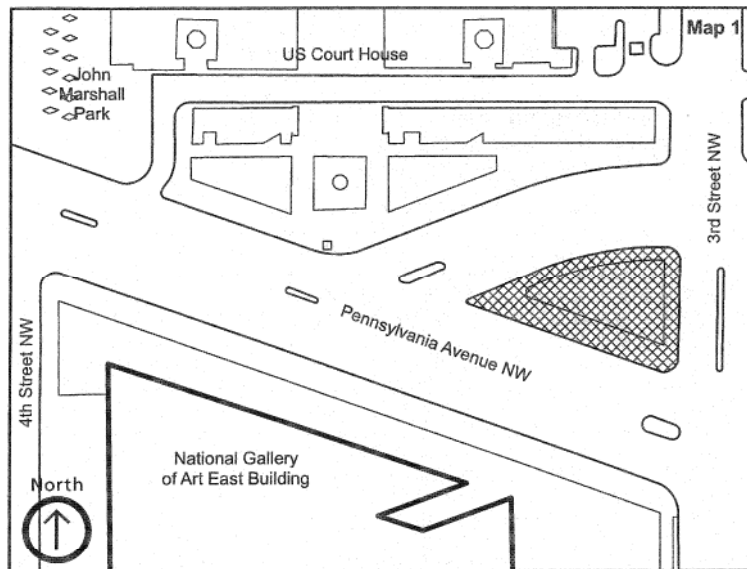 Map 1
US Court House
John
Marshall
Park
3rd Street NW
Pennsylvania Avenue NW
4th Street NW
National Gallery
of Art East Building
North